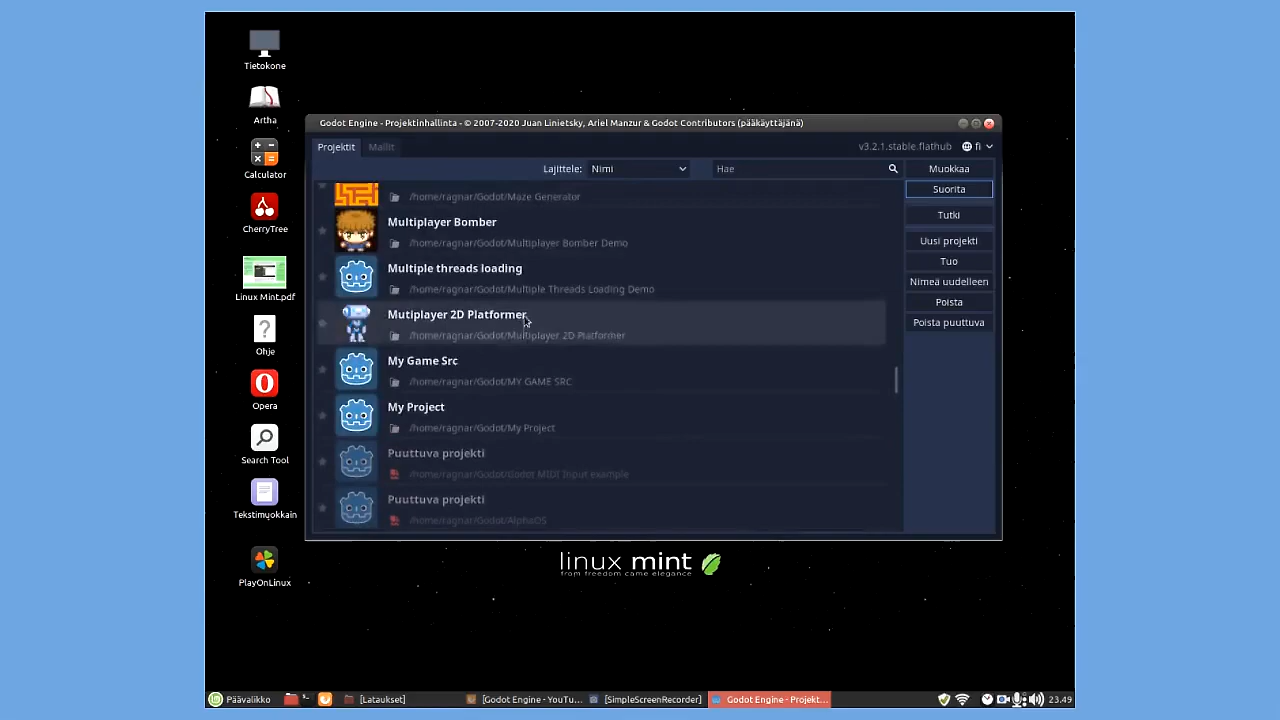 Tietokone
Artha
Calculator
CherryTree
Linux Mint.pdf
Ohje
Opera
Search Tool
Tekstimuokkain
PlayOnLinux
Godot Engine - Projektinhallinta - © 2007-2020 Juan Linietsky, Ariel Manzur & Godot Contributors (pääkäyttäjänä)
Projektit Mallit
v3.2.1.stable.flathub fi
Lajittele: Nimi Hae
/home/ragnar/Godot/Maze Generator
Multiplayer Bomber
/home/ragnar/Godot/Multiplayer Bomber Demo
Multiple threads loading
/home/ragnar/Godot/Multiple Threads Loading Demo
Mutiplayer 2D Platformer
/home/ragnar/Godot/Multiplayer 2D Platformer
My Game Src
/home/ragnar/Godot/MY GAME SRC
My Project
/home/ragnar/Godot/My Project
Puuttuva projekti
/home/ragnar/Godot/Godot MIDI Input example
Puuttuva projekti
/home/ragnar/Godot/AlphaOS
Muokkaa
Suorita
Tutki
Uusi projekti
Tuo
Nimeä uudelleen
Poista
Poista puuttuva
linux mint
from freedom came elegance
Päävalikko
[Lataukset]
[Godot Engine - YouTu...
[SimpleScreenRecorder]
Godot Engine - Projekt...
23.49